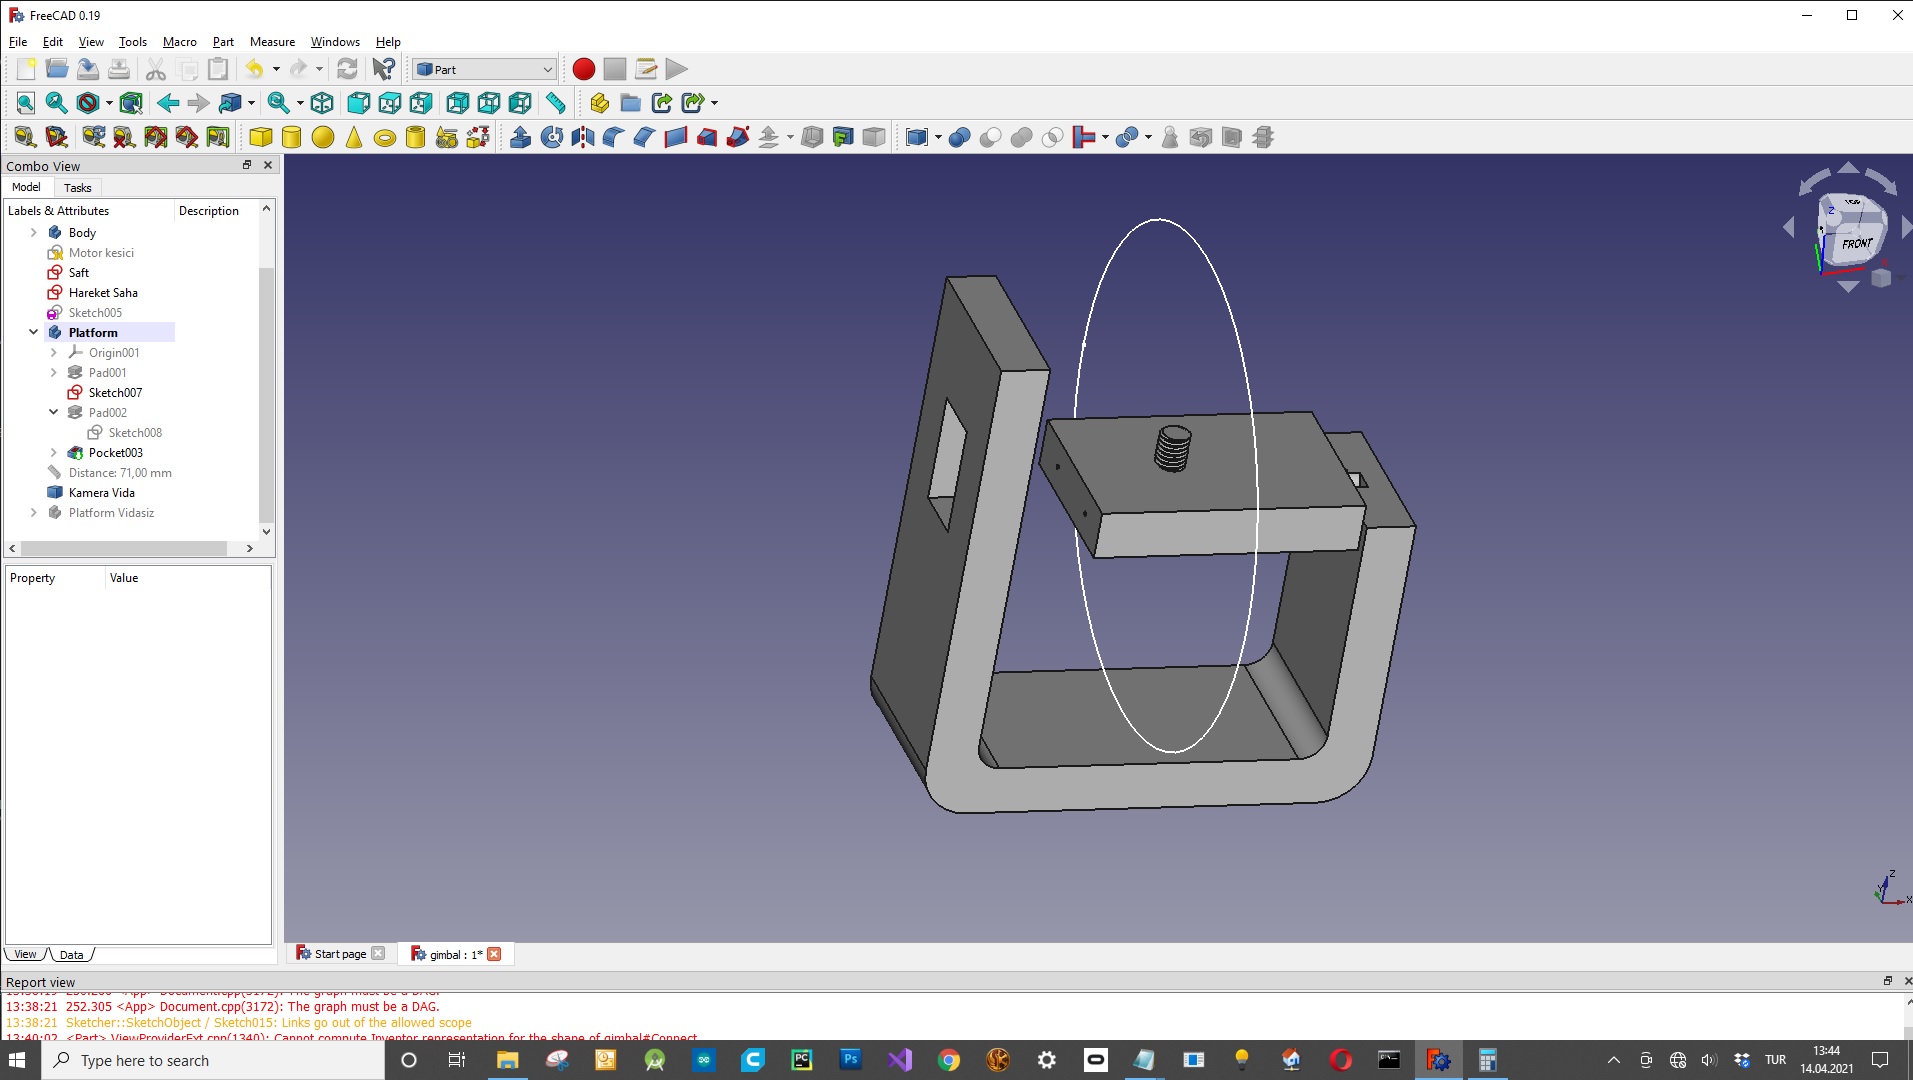 FreeCAD 0.19
File Edit View Tools Macro Part Measure Windows Help
Part
Combo View
Model Tasks
Labels & Attributes Description
Body
Motor kesici
Saft
Hareket Saha
Sketch005
Platform
Origin001
Pad001
Sketch007
Pad002
Sketch008
Pocket003
Distance: 71,00 mm
Kamera Vida
Platform Vidasiz
Property Value
View Data
FRONT
Z
X
Start page gimbal : 1*
Report view
13:38:21 252.305 <App> Document.cpp(3172): The graph must be a DAG.
13:38:21 Sketcher::SketchObject / Sketch015: Links go out of the allowed scope
13:40:02 <Part> ViewProviderExt.cpp(1340): Cannot compute Inventor representation for the shape of gimbal#Connect
Type here to search
PC
Ps
TUR
13:44
14.04.2021